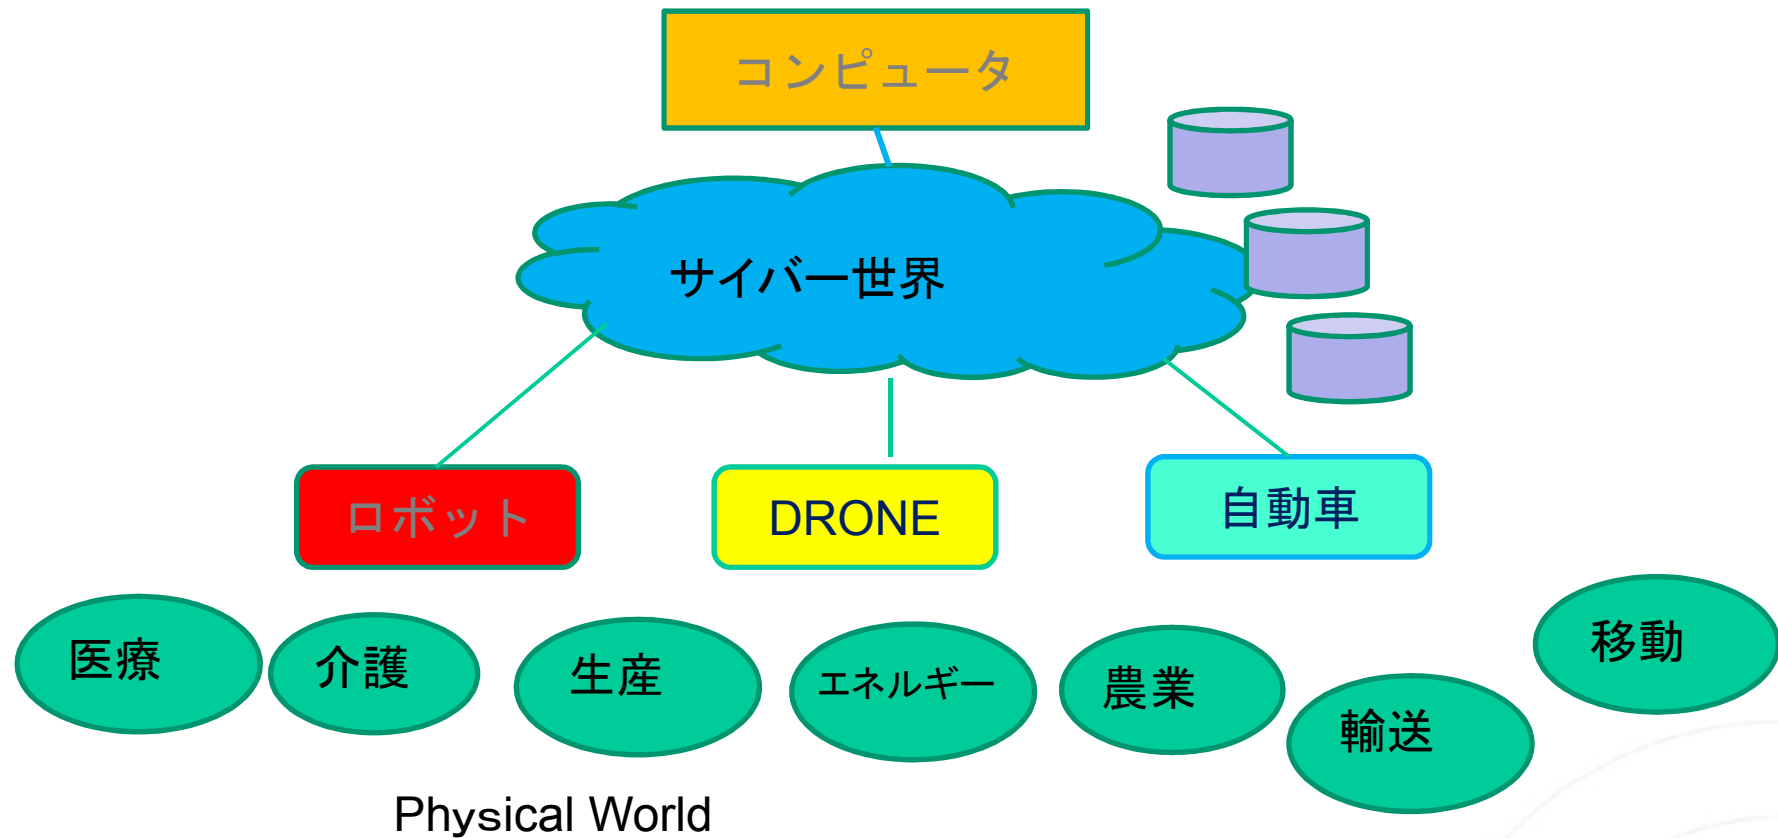 コンピュータ
サイバー世界
ロボット
DRONE
自動車
医療
介護
生産
エネルギー
農業
輸送
移動
Physical World